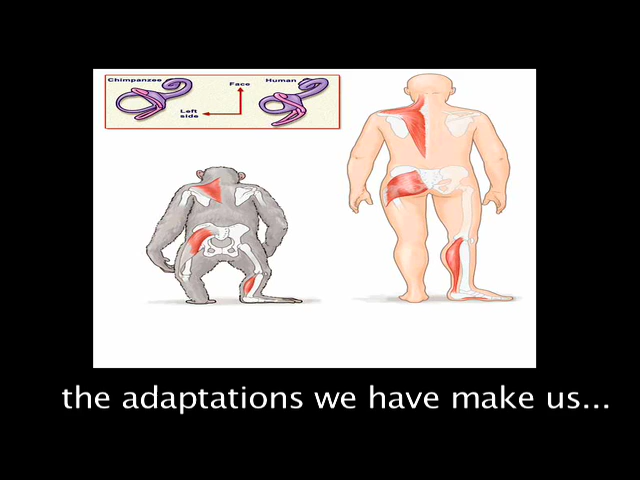 Chimpanzee
Face
Human
Left
side
the adaptations we have make us...